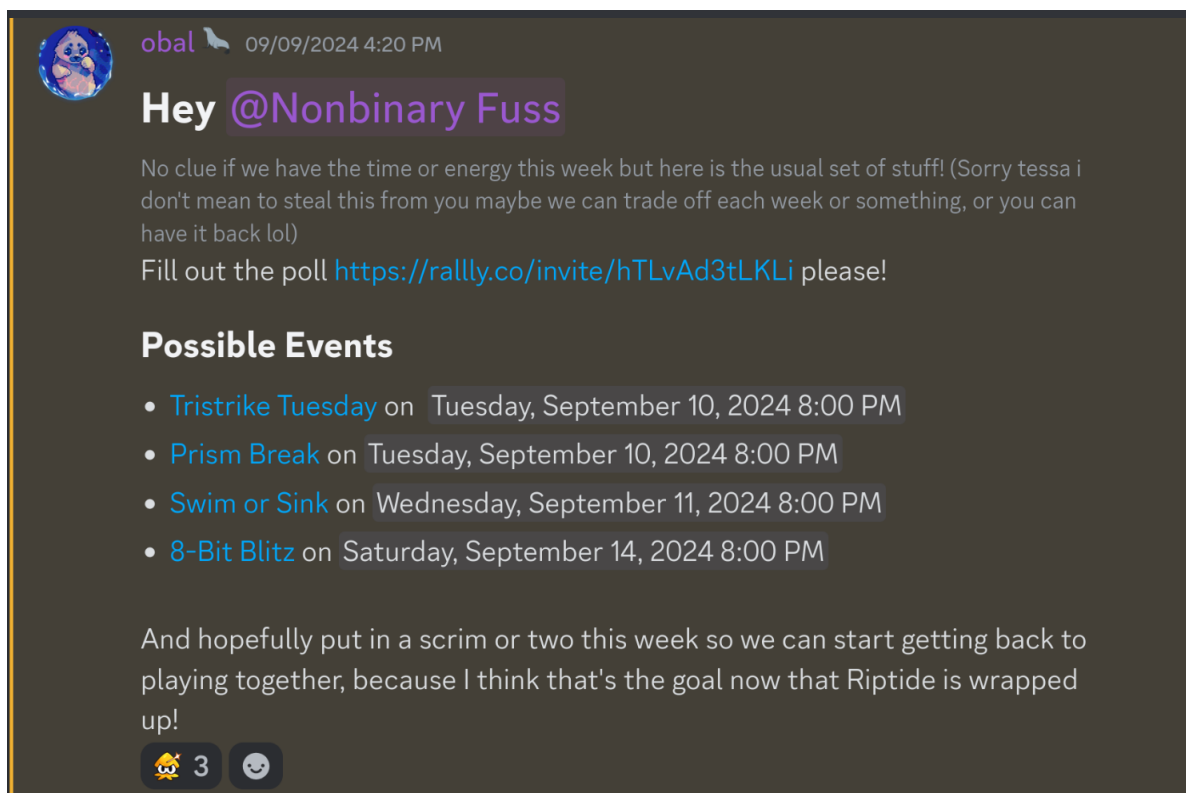 obal 09/09/2024 4:20 PM
Hey @Nonbinary Fuss
No clue if we have the time or energy this week but here is the usual set of stuff! (Sorry tessa i
don't mean to steal this from you maybe we can trade off each week or something, or you can
have it back lol)
Fill out the poll https://rallly.co/invite/hTLvAd3tLKLi please!
Possible Events
• Tristrike Tuesday on Tuesday, September 10, 2024 8:00 PM
• Prism Break on Tuesday, September 10, 2024 8:00 PM
• Swim or Sink on Wednesday, September 11, 2024 8:00 PM
• 8-Bit Blitz on Saturday, September 14, 2024 8:00 PM
And hopefully put in a scrim or two this week so we can start getting back to
playing together, because I think that's the goal now that Riptide is wrapped
up!
3